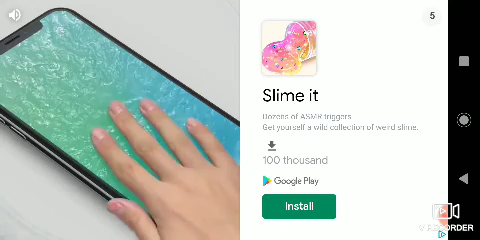 5
Slime it
Dozens of ASMR triggers
Get yourself a wild collection of weird slime.
100 thousand
Google Play
Install
V RECORDER